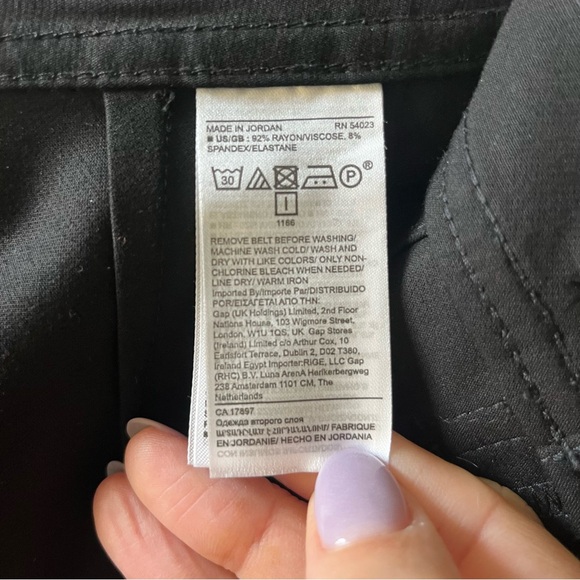 MADE IN JORDAN RN 54023
■ US/GB : 92% RAYON/VISCOSE, 8%
SPANDEX/ELASTANE
30 P ®
1166
REMOVE BELT BEFORE WASHING/
MACHINE WASH COLD/ WASH AND
DRY WITH LIKE COLORS/ ONLY NON-
CHLORINE BLEACH WHEN NEEDED/
LINE DRY/ WARM IRON
Imported By/Importe Par/DISTRIBUIDO
POR/ΕΙΣΑΓΕΤΑΙ ΑΠΟ ΤΗΝ:
Gap (UK Holdings) Limited, 2nd Floor
Nations House, 103 Wigmore Street,
London, W1U 1QS, UK Gap Stores
(Ireland) Limited c/o Arthur Cox, 10
Earlsfort Terrace, Dublin 2, D02 T380,
Ireland Gap Importer:RIGE, LLC Gap
(RHC) B.V. Luna ArenA Herikerbergweg
238 Amsterdam 1101 CM, The
Netherlands
CA 17897
Одежда второго слоя
/ FABRIQUE
EN JORDANIE/ HECHO EN JORDANIA